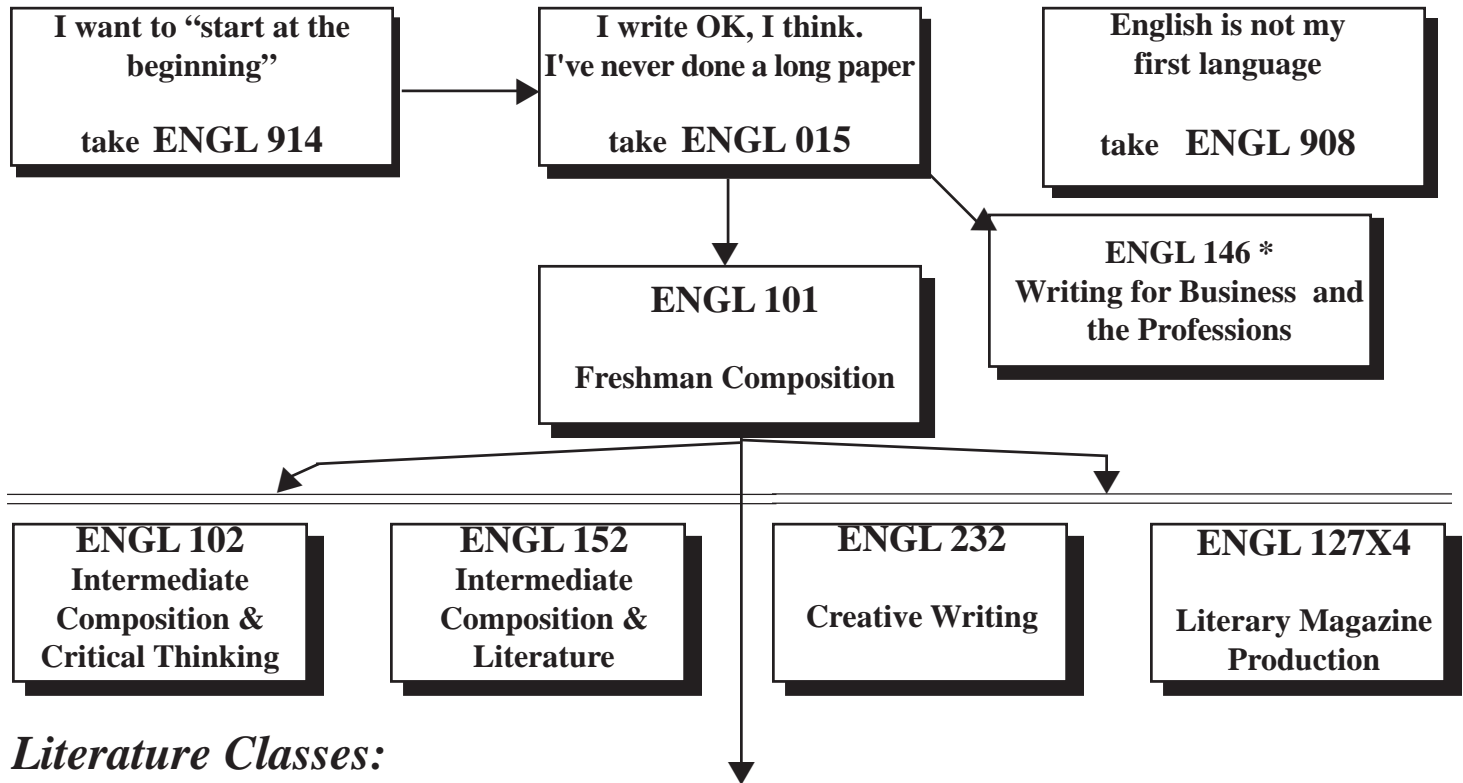 I want to “start at the
beginning”
take ENGL 914
I write OK, I think.
I've never done a long paper
take ENGL 015
English is not my
first language
take ENGL 908
ENGL 146 *
Writing for Business and
the Professions
ENGL 101
Freshman Composition
ENGL 102
Intermediate
Composition &
Critical Thinking
ENGL 152
Intermediate
Composition &
Literature
ENGL 232
Creative Writing
ENGL 127X4
Literary Magazine
Production
Literature Classes: